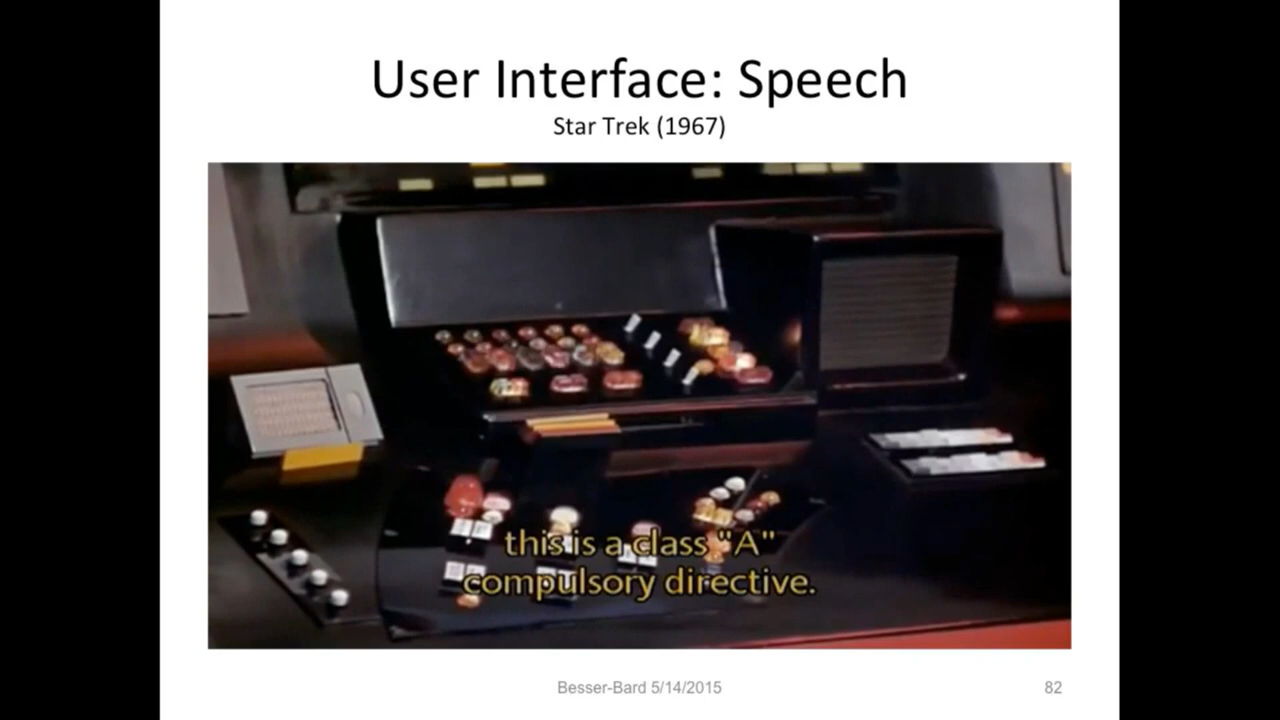 User Interface: Speech
Star Trek (1967)
this is a class "A"
compulsory directive.
Besser-Bard 5/14/2015
82